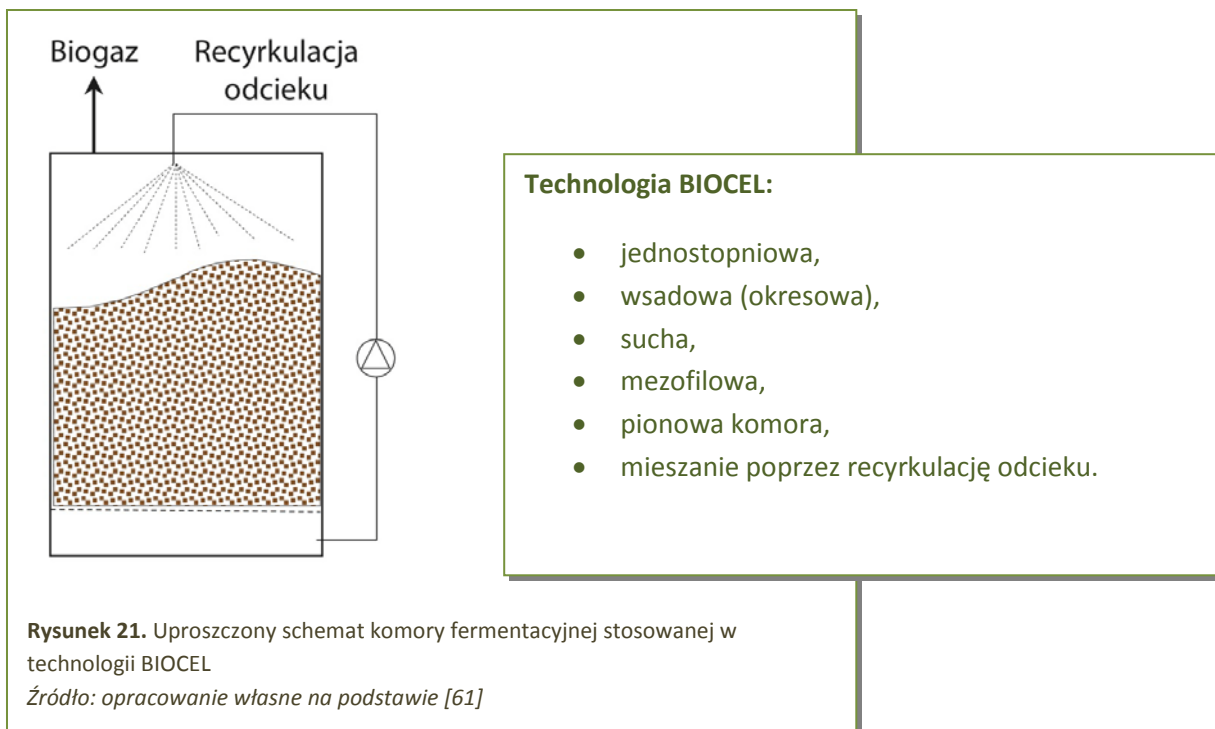 Biogaz
Recyrkulacja
odcieku
Technologia BIOCEL:
• jednostopniowa,
• wsadowa (okresowa),
• sucha,
• mezofilowa,
• pionowa komora,
• mieszanie poprzez recyrkulację odcieku.
Rysunek 21. Uproszczony schemat komory fermentacyjnej stosowanej w
technologii BIOCEL
Źródło: opracowanie własne na podstawie [61]